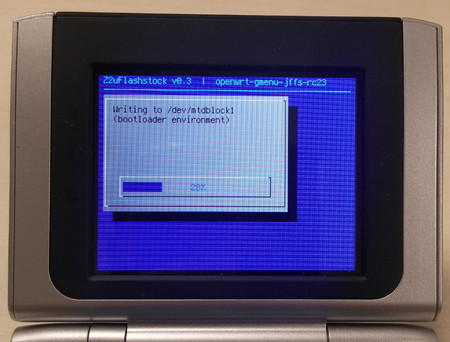 Z2uFlashstock v0.3 | openwrt-gmenu-jffs-rc23
Writing to /dev/mtdblock1
(bootloader environment)
28%